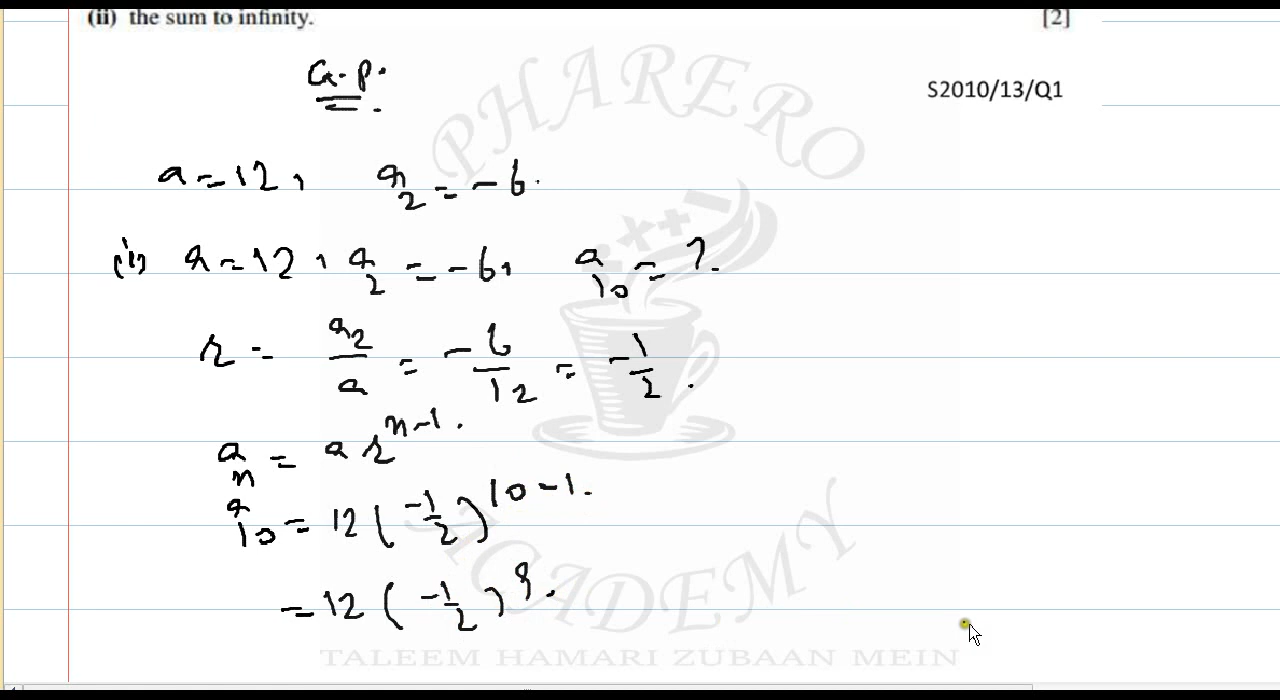 (ii) the sum to infinity. [2]
G.P.
S2010/13/Q1
a = 12, a₂ = -6.
(i) a = 12, a₂ = -6, a₁₀ = ?.
r = a₂/a = -6/12 = -1/2.
aₙ = a rⁿ⁻¹.
a₁₀ = 12(-1/2)¹⁰⁻¹.
= 12(-1/2)⁹.
PHARERO
ACADEMY
TALEEM HAMARI ZUBAAN MEIN